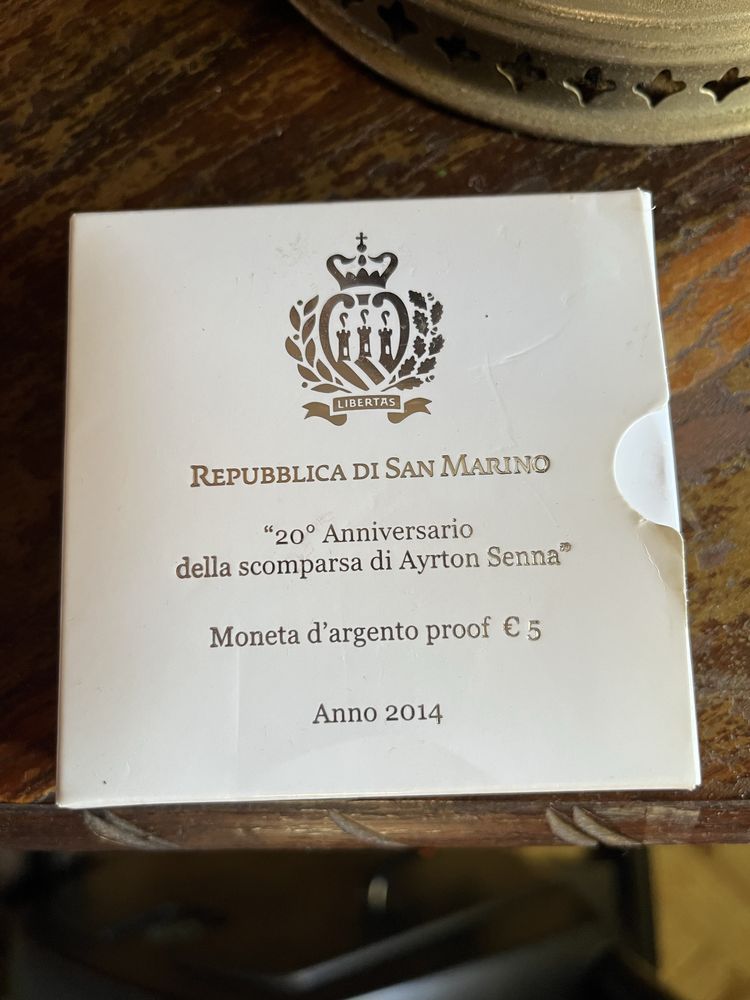 LIBERTAS
REPUBBLICA DI SAN MARINO
“20° Anniversario
della scomparsa di Ayrton Senna”
Moneta d’argento proof € 5
Anno 2014